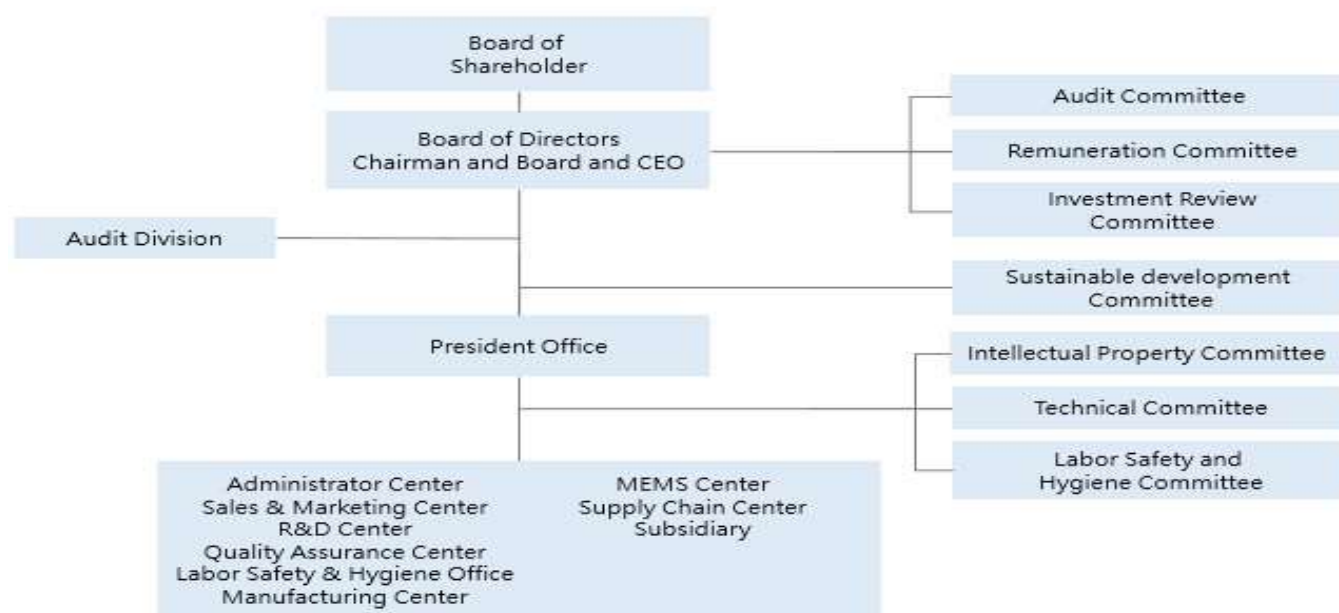 Board of
Shareholder
Board of Directors
Chairman and Board and CEO
Audit Committee
Remuneration Committee
Investment Review
Committee
Audit Division
Sustainable development
Committee
President Office
Intellectual Property Committee
Technical Committee
Labor Safety and
Hygiene Committee
Administrator Center
Sales & Marketing Center
R&D Center
Quality Assurance Center
Labor Safety & Hygiene Office
Manufacturing Center
MEMS Center
Supply Chain Center
Subsidiary